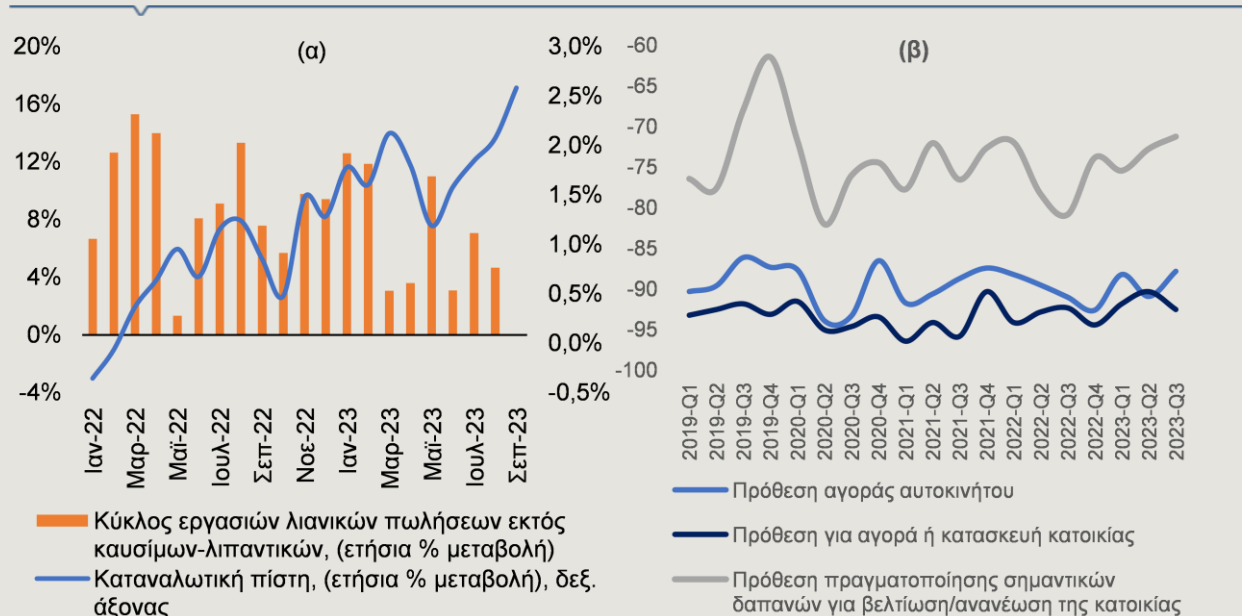 (α)
20%
16%
12%
8%
4%
0%
-4%
3,0%
2,5%
2,0%
1,5%
1,0%
0,5%
0,0%
-0,5%
Ιαν-22
Μαρ-22
Μαϊ-22
Ιουλ-22
Σεπ-22
Νοε-22
Ιαν-23
Μαρ-23
Μαϊ-23
Ιουλ-23
Σεπ-23
Κύκλος εργασιών λιανικών πωλήσεων εκτός
καυσίμων-λιπαντικών, (ετήσια % μεταβολή)
Καταναλωτική πίστη, (ετήσια % μεταβολή), δεξ.
άξονας
(β)
-60
-65
-70
-75
-80
-85
-90
-95
-100
2019-Q1
2019-Q2
2019-Q3
2019-Q4
2020-Q1
2020-Q2
2020-Q3
2020-Q4
2021-Q1
2021-Q2
2021-Q3
2021-Q4
2022-Q1
2022-Q2
2022-Q3
2022-Q4
2023-Q1
2023-Q2
2023-Q3
Πρόθεση αγοράς αυτοκινήτου
Πρόθεση για αγορά ή κατασκευή κατοικίας
Πρόθεση πραγματοποίησης σημαντικών
δαπανών για βελτίωση/ανανέωση της κατοικίας